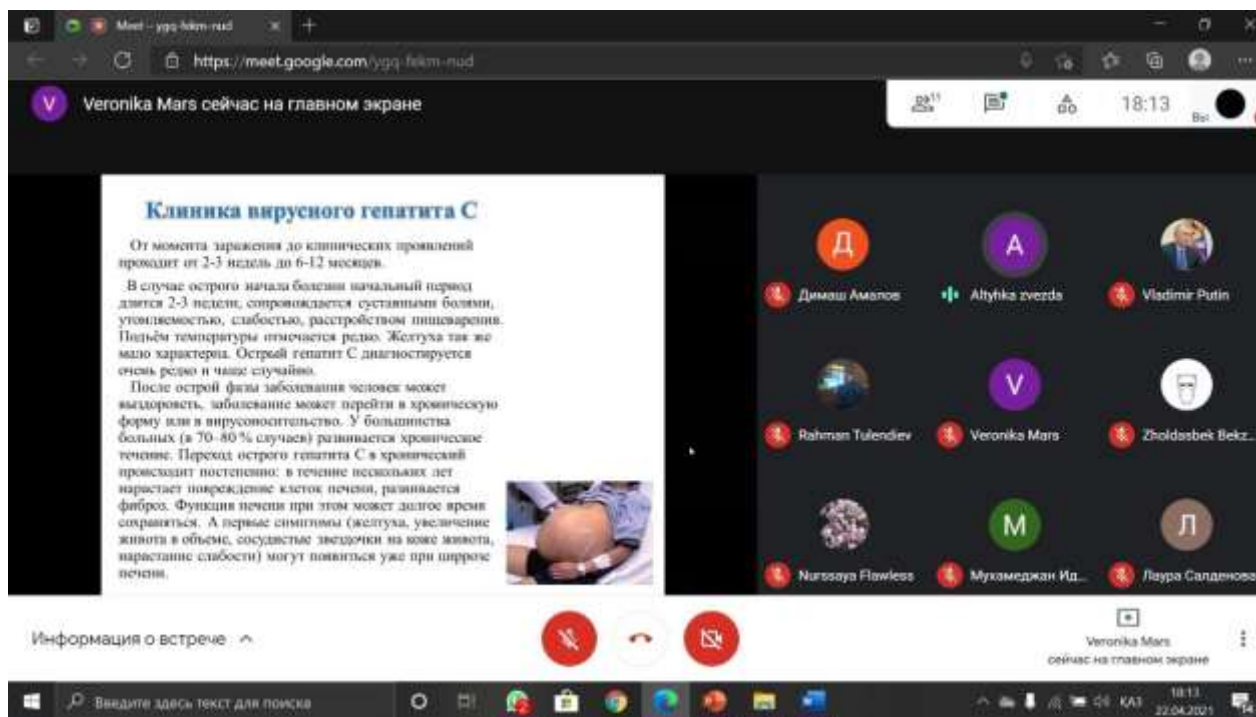 Meet – ygq-fekm-nud
https://meet.google.com/ygq-fekm-nud
V
Veronika Mars сейчас на главном экране
11
18:13
Вы
Клиника вирусного гепатита С
От момента заражения до клинических проявлений
проходит от 2-3 недель до 6-12 месяцев.
В случае острого начала болезни начальный период
длится 2-3 недели, сопровождается суставными болями,
утомляемостью, слабостью, расстройством пищеварения.
Подъём температуры отмечается редко. Желтуха так же
мало характерна. Острый гепатит С диагностируется
очень редко и чаще случайно.
После острой фазы заболевания человек может
выздороветь, заболевание может перейти в хроническую
форму или в вирусоносительство. У большинства
больных (в 70–80 % случаев) развивается хроническое
течение. Переход острого гепатита С в хронический
происходит постепенно: в течение нескольких лет
нарастает повреждение клеток печени, развивается
фиброз. Функция печени при этом может долгое время
сохраняться. А первые симптомы (желтуха, увеличение
живота в объеме, сосудистые звездочки на коже живота,
нарастание слабости) могут появиться уже при циррозе
печени.
Д
A
Димаш Аманов
Altyhka zvezda
Vladimir Putin
V
Rahman Tulendiev
Veronika Mars
Zholdasbek Bekz...
М
Л
Nurssaya Flawless
Мухамеджан Ид...
Лаура Салденова
Информация о встрече
Veronika Mars
сейчас на главном экране
Введите здесь текст для поиска
КАЗ
18:13
22.04.2021